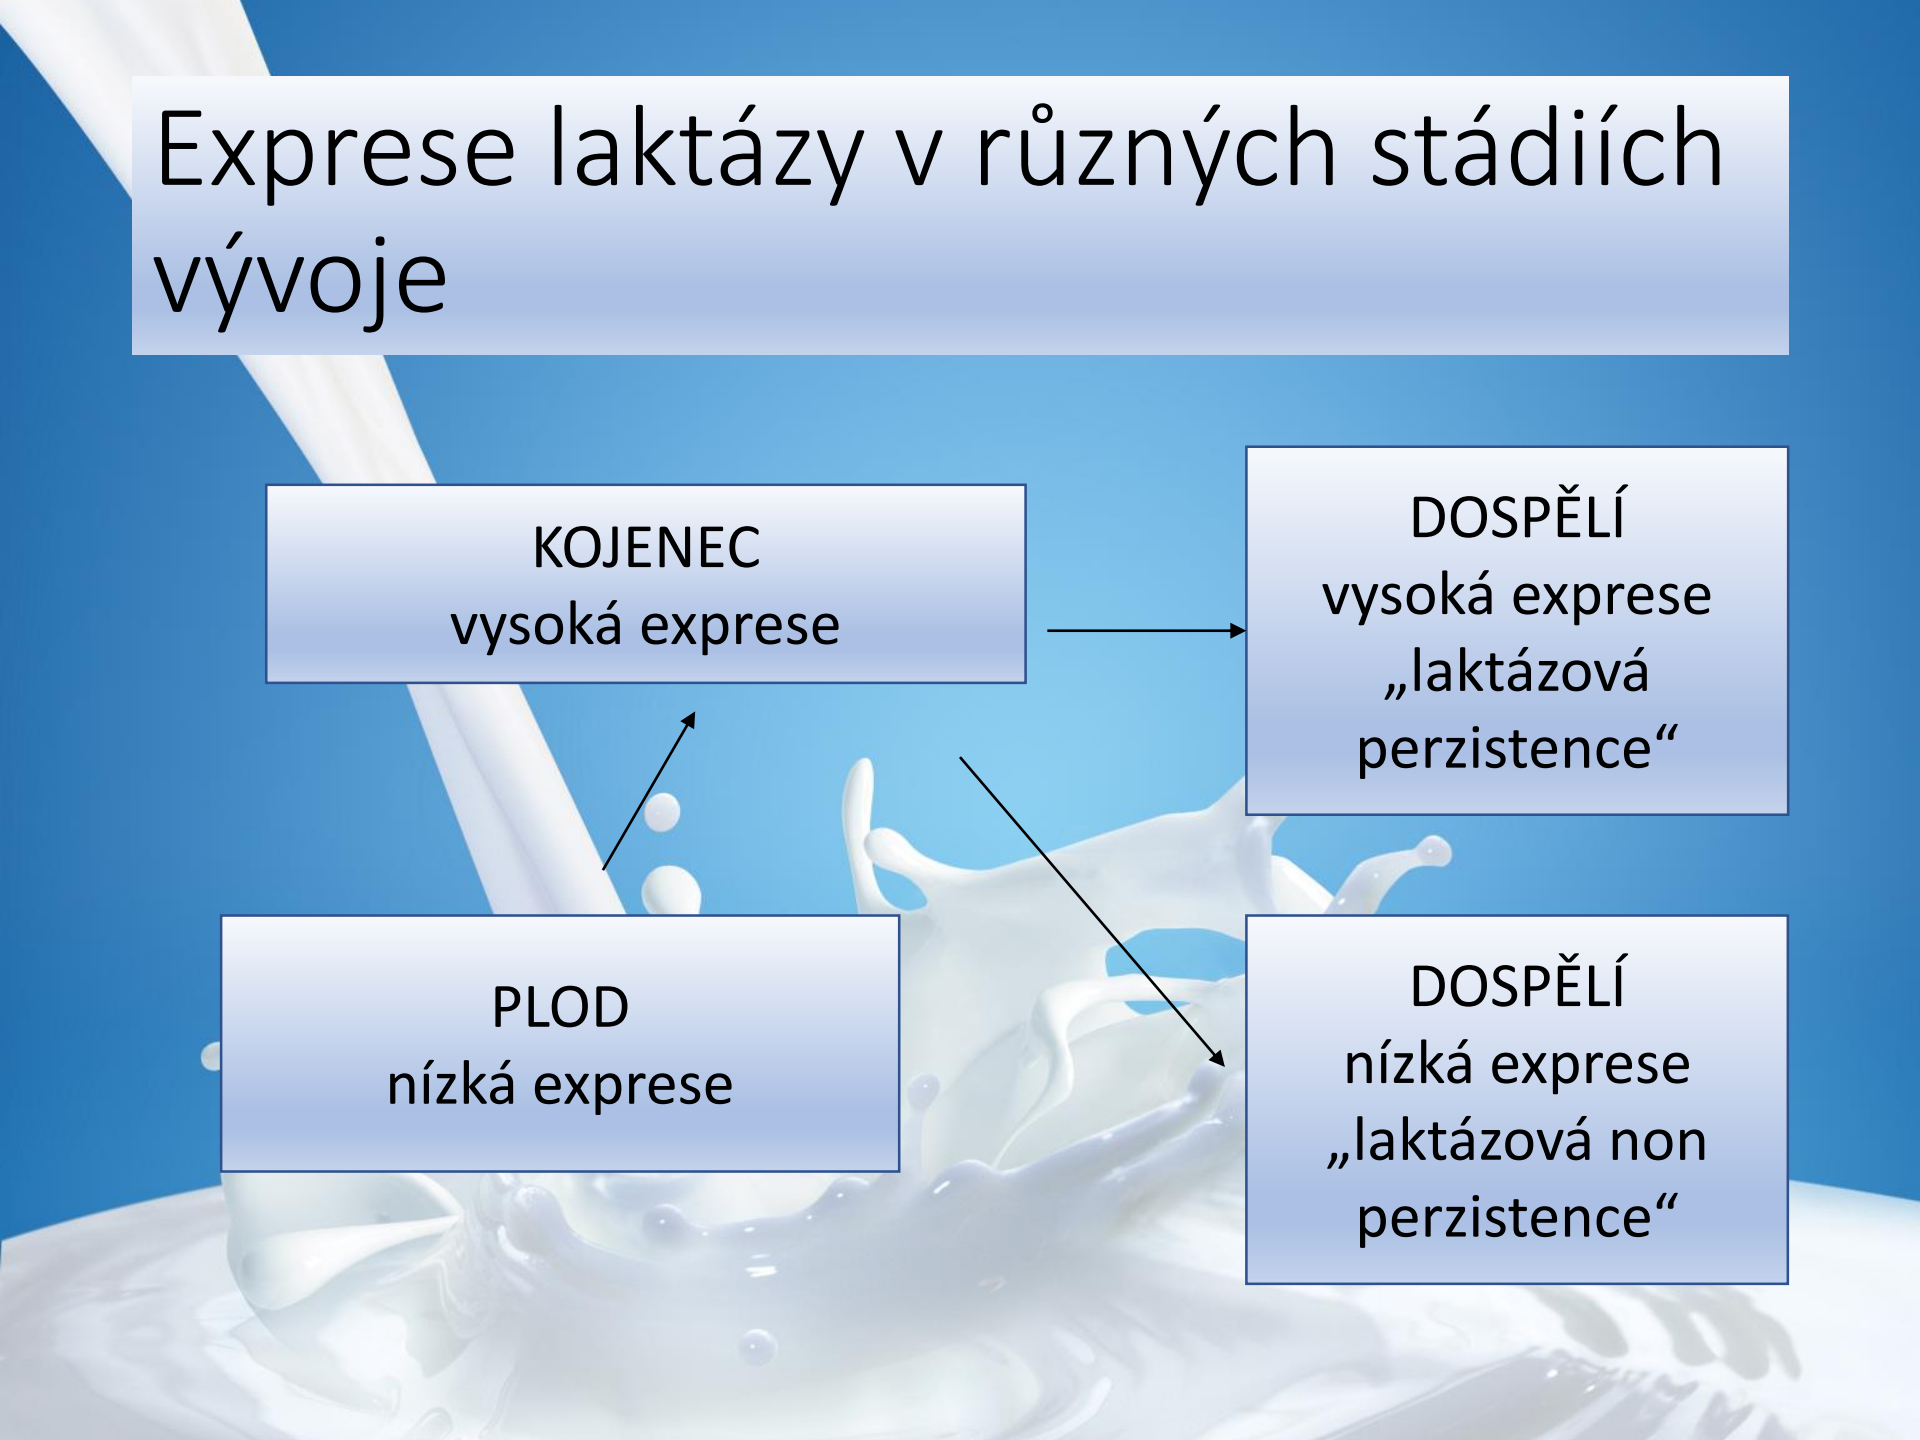 Exprese laktázy v různých stádiích
vývoje
KOJENEC
vysoká exprese
DOSPĚLÍ
vysoká exprese
„laktázová
perzistence“
PLOD
nízká exprese
DOSPĚLÍ
nízká exprese
„laktázová non
perzistence“